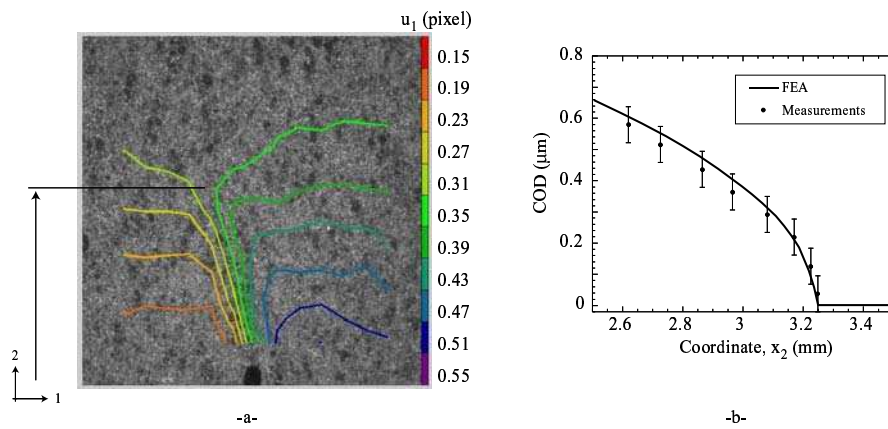 u1 (pixel)
0.15
0.19
0.23
0.27
0.31
0.35
0.39
0.43
0.47
0.51
0.55
2
1
-a-
0.8
0.6
0.4
0.2
0
COD (μm)
FEA
Measurements
2.6 2.8 3 3.2 3.4
Coordinate, x2 (mm)
-b-